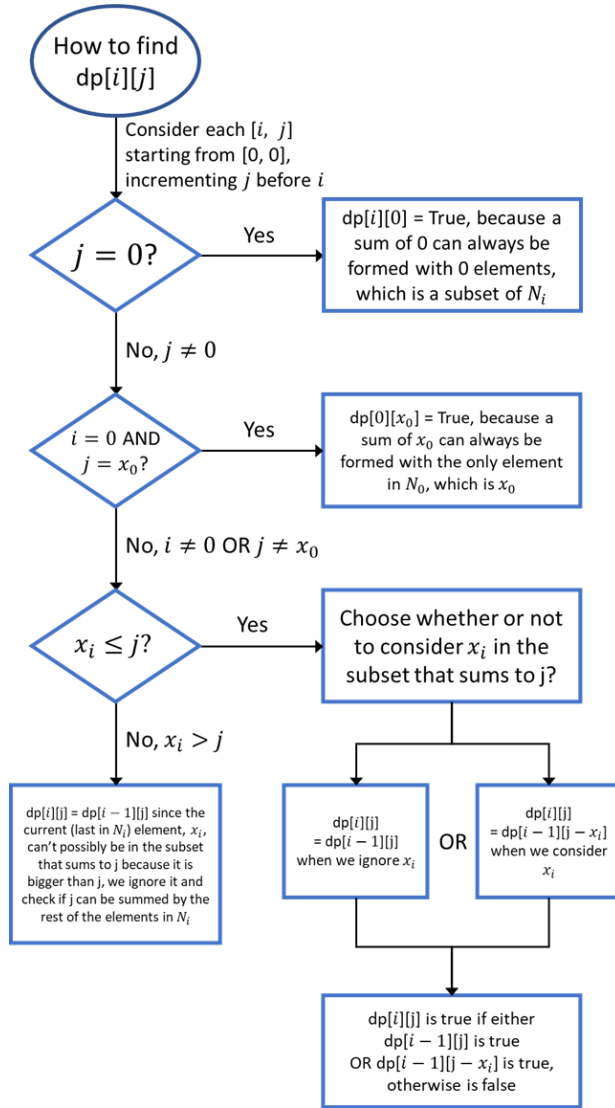 How to find
dp[𝑖][𝑗]
Consider each [𝑖, 𝑗]
starting from [0, 0],
incrementing 𝑗 before 𝑖
𝑗 = 0?
Yes
dp[𝑖][0] = True, because a
sum of 0 can always be
formed with 0 elements,
which is a subset of 𝑁ᵢ
No, 𝑗 ≠ 0
𝑖 = 0 AND
𝑗 = 𝑥₀?
Yes
dp[0][𝑥₀] = True, because a
sum of 𝑥₀ can always be
formed with the only element
in 𝑁₀, which is 𝑥₀
No, 𝑖 ≠ 0 OR 𝑗 ≠ 𝑥₀
𝑥ᵢ ≤ 𝑗?
Yes
Choose whether or not
to consider 𝑥ᵢ in the
subset that sums to j?
No, 𝑥ᵢ > 𝑗
dp[𝑖][j] = dp[𝑖 − 1][𝑗] since the
current (last in 𝑁ᵢ) element, 𝑥ᵢ,
can’t possibly be in the subset
that sums to j because it is
bigger than j, we ignore it and
check if j can be summed by the
rest of the elements in 𝑁ᵢ
dp[𝑖][𝑗]
= dp[𝑖 − 1][𝑗]
when we ignore 𝑥ᵢ
OR
dp[𝑖][𝑗]
= dp[𝑖 − 1][𝑗 − 𝑥ᵢ]
when we consider
𝑥ᵢ
dp[𝑖][𝑗] is true if either
dp[𝑖 − 1][𝑗] is true
OR dp[𝑖 − 1][𝑗 − 𝑥ᵢ] is true,
otherwise is false